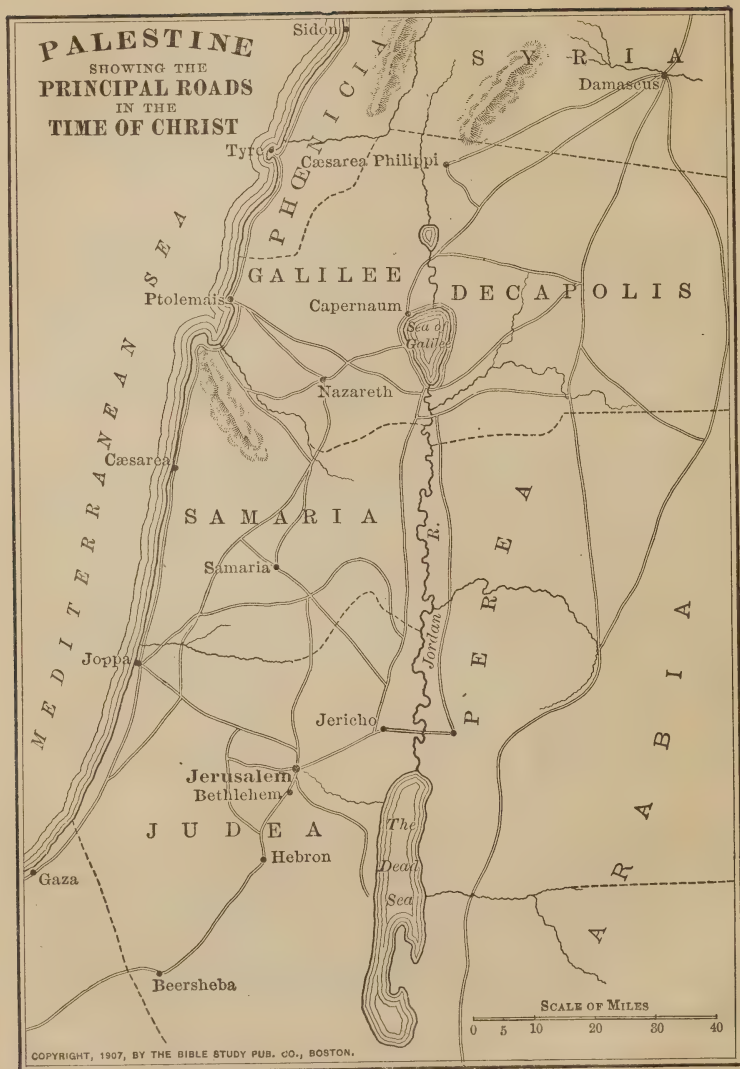 PALESTINE
SHOWING THE
PRINCIPAL ROADS
IN THE
TIME OF CHRIST
Sidon
SYRIA
Damascus
PHŒNICIA
Tyre
Cæsarea Philippi
MEDITERRANEAN SEA
GALILEE
Ptolemais
Capernaum
DECAPOLIS
Sea of
Galilee
Nazareth
Cæsarea
SAMARIA
Samaria
Jordan R.
PEREA
Joppa
Jericho
Jerusalem
Bethlehem
ARABIA
JUDEA
The
Dead
Sea
Hebron
Gaza
Beersheba
SCALE OF MILES
0 5 10 20 30 40
COPYRIGHT, 1907, BY THE BIBLE STUDY PUB. CO., BOSTON.